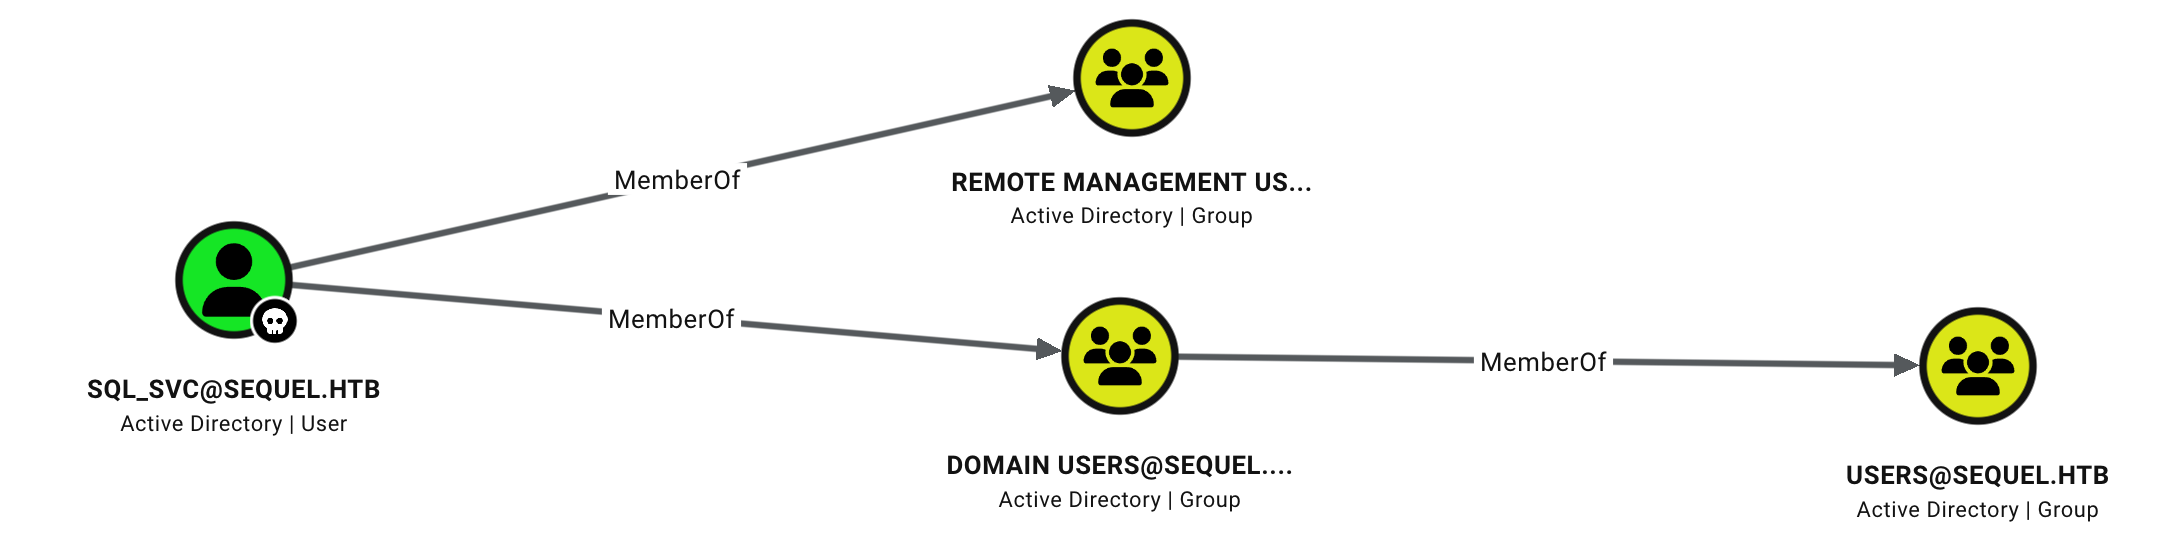 MemberOf
REMOTE MANAGEMENT US...
Active Directory | Group
MemberOf
SQL_SVC@SEQUEL.HTB
Active Directory | User
DOMAIN USERS@SEQUEL....
Active Directory | Group
MemberOf
USERS@SEQUEL.HTB
Active Directory | Group